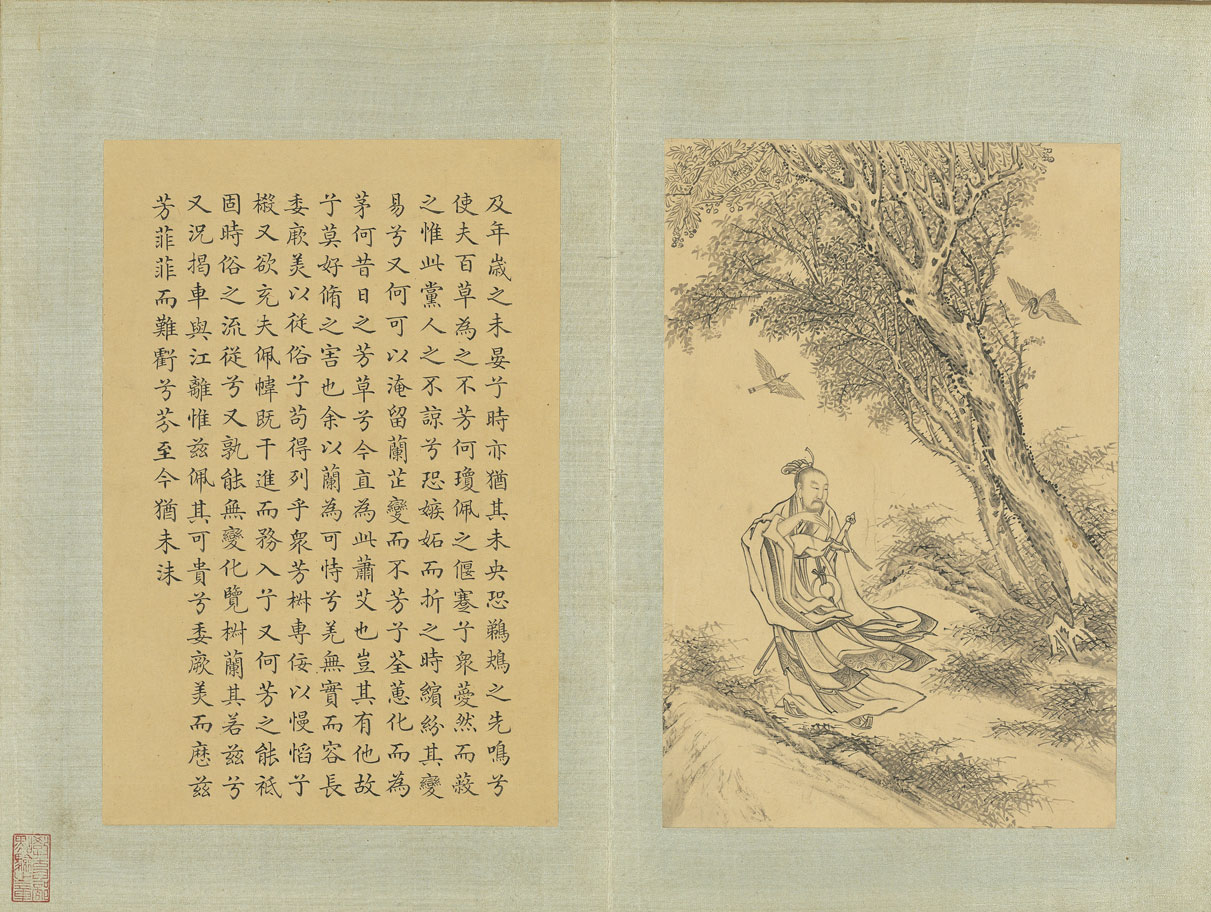 及年歲之未晏兮時亦猶其未央恐鵜鴂之先鳴兮
使夫百草為之不芳何瓊佩之偃蹇兮衆薆然而蔽
之惟此黨人之不諒兮恐嫉妬而折之時繽紛其變
易兮又何可以淹留蘭芷變而不芳兮荃蕙化而為
茅何昔日之芳草兮今直為此蕭艾也豈其有他故
兮莫好脩之害也余以蘭為可恃兮羌無實而容長
委厥美以從俗兮苟得列乎衆芳椒專佞以慢慆兮
樧又欲充夫佩幃既干進而務入兮又何芳之能祗
固時俗之流從兮又孰能無變化覽椒蘭其若茲兮
又況揭車與江離惟茲佩其可貴兮委厥美而歷茲
芳菲菲而難虧兮芬至今猶未沬